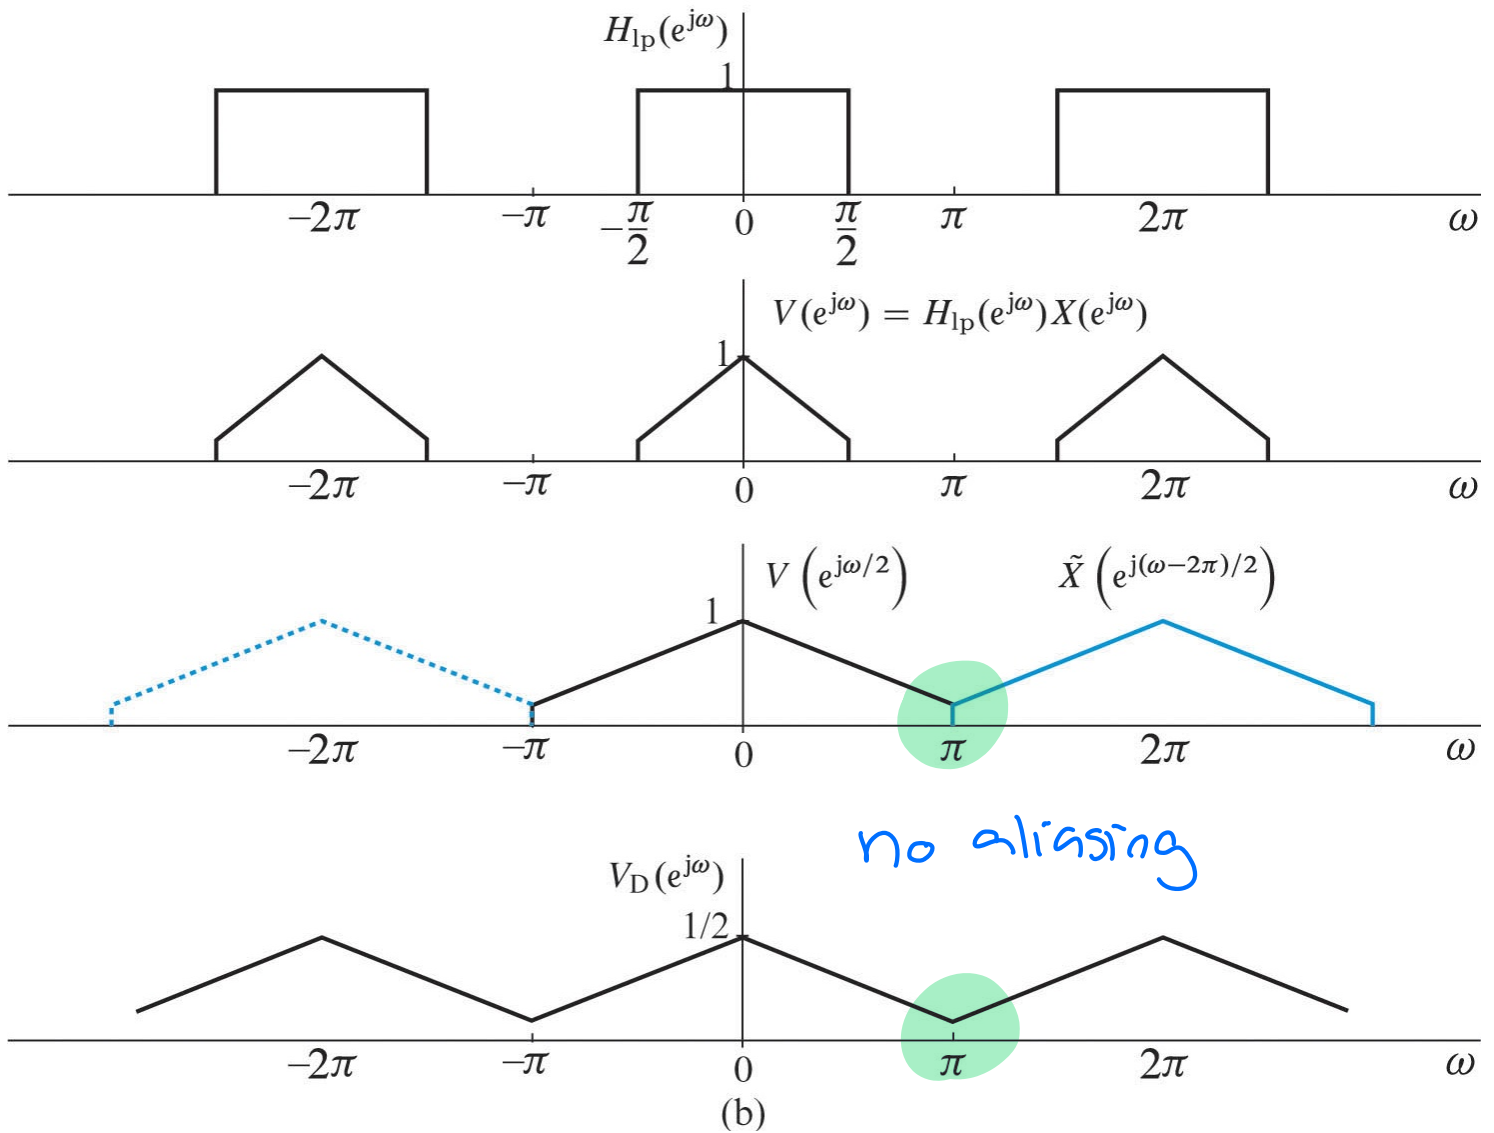 H_lp(e^jω)
1
−2π −π −π/2 0 π/2 π 2π ω
V(e^jω) = H_lp(e^jω)X(e^jω)
1
−2π −π 0 π 2π ω
V(e^jω/2) X̃(e^j(ω−2π)/2)
1
−2π −π 0 π 2π ω
no aliasing
V_D(e^jω)
1/2
−2π −π 0 π 2π ω
(b)